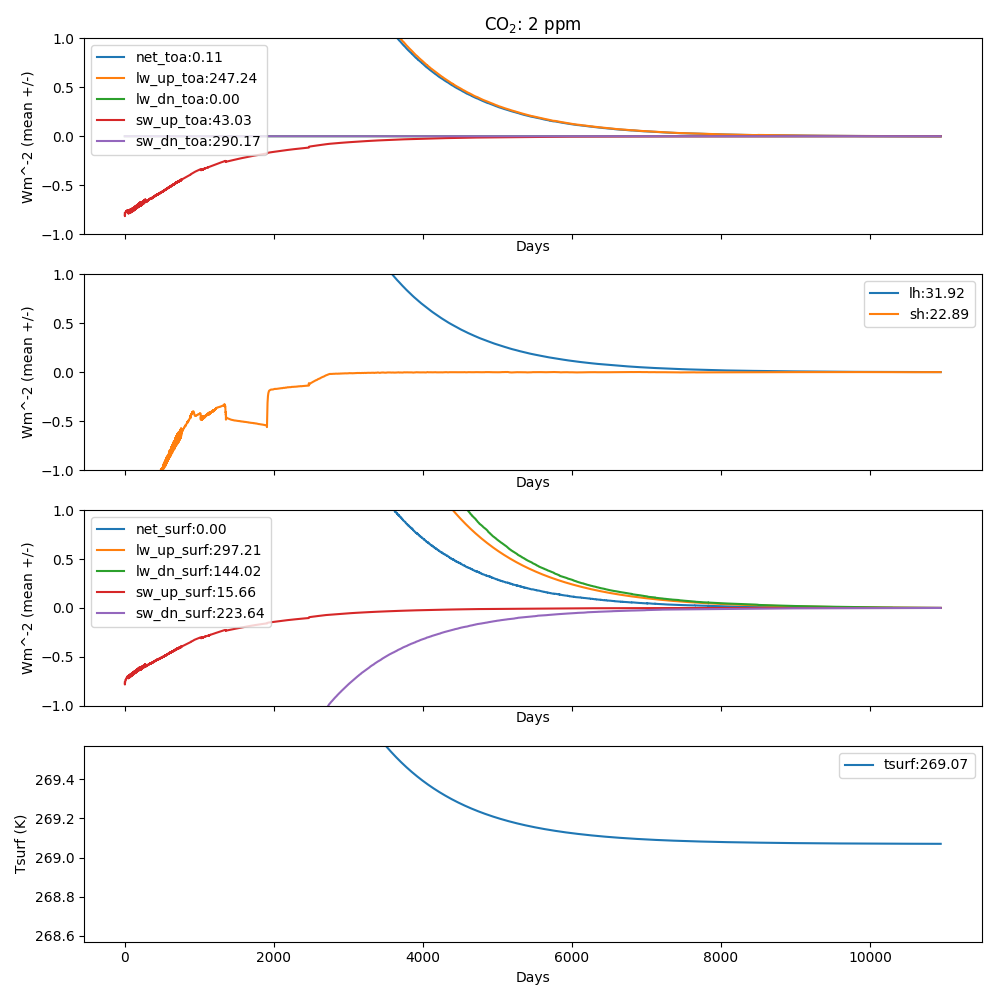 CO2: 2 ppm
1.0
0.5
0.0
−0.5
−1.0
Wm^-2 (mean +/-)
net_toa:0.11
lw_up_toa:247.24
lw_dn_toa:0.00
sw_up_toa:43.03
sw_dn_toa:290.17
Days
1.0
0.5
0.0
−0.5
−1.0
Wm^-2 (mean +/-)
lh:31.92
sh:22.89
Days
1.0
0.5
0.0
−0.5
−1.0
Wm^-2 (mean +/-)
net_surf:0.00
lw_up_surf:297.21
lw_dn_surf:144.02
sw_up_surf:15.66
sw_dn_surf:223.64
Days
269.4
269.2
269.0
268.8
268.6
Tsurf (K)
tsurf:269.07
0 2000 4000 6000 8000 10000
Days